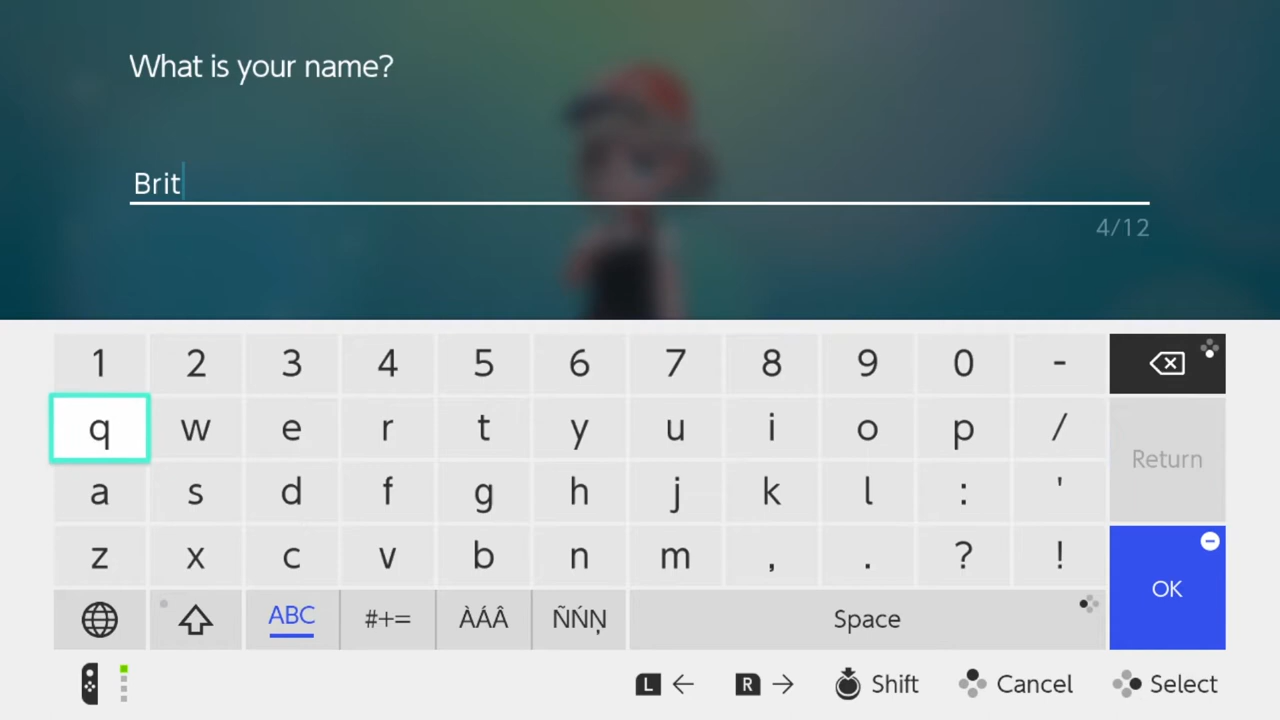 What is your name?
Brit
4/12
1 2 3 4 5 6 7 8 9 0 -
q w e r t y u i o p /
Return
a s d f g h j k l : '
z x c v b n m , . ? !
OK
ABC #+= ÀÁÂ ÑŃŅ Space
L ← R → Shift Cancel Select